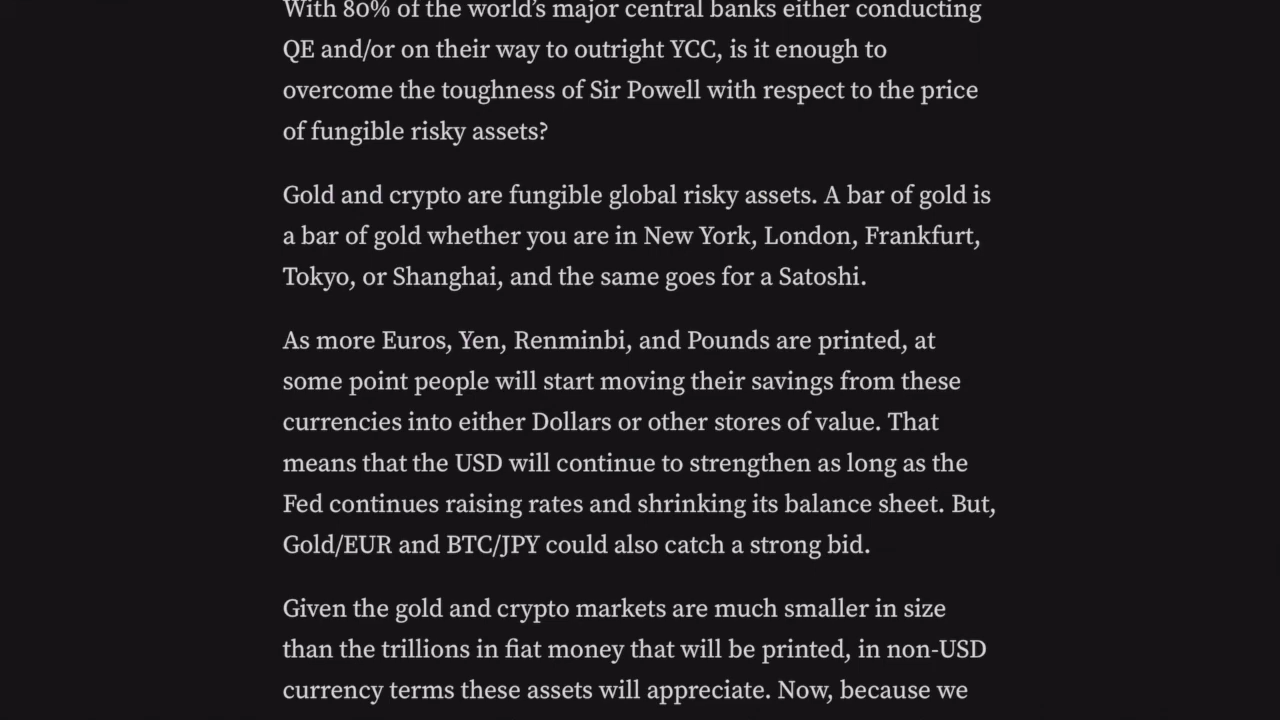 With 80% of the world’s major central banks either conducting
QE and/or on their way to outright YCC, is it enough to
overcome the toughness of Sir Powell with respect to the price
of fungible risky assets?
Gold and crypto are fungible global risky assets. A bar of gold is
a bar of gold whether you are in New York, London, Frankfurt,
Tokyo, or Shanghai, and the same goes for a Satoshi.
As more Euros, Yen, Renminbi, and Pounds are printed, at
some point people will start moving their savings from these
currencies into either Dollars or other stores of value. That
means that the USD will continue to strengthen as long as the
Fed continues raising rates and shrinking its balance sheet. But,
Gold/EUR and BTC/JPY could also catch a strong bid.
Given the gold and crypto markets are much smaller in size
than the trillions in fiat money that will be printed, in non-USD
currency terms these assets will appreciate. Now, because we